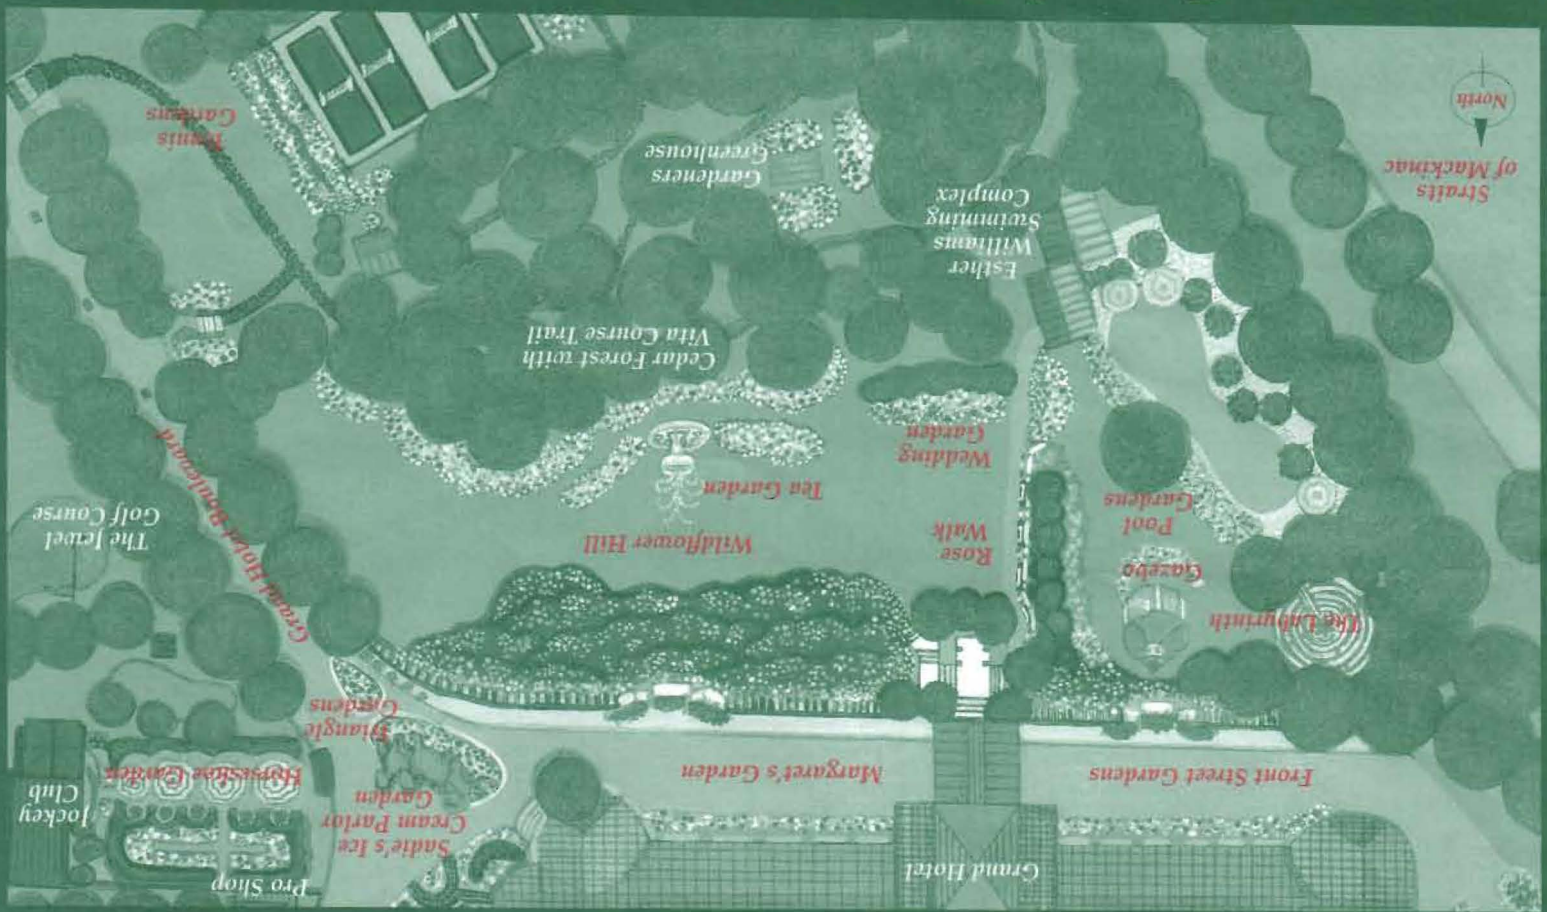 Grand Hotel
Pro Shop
Front Street Gardens
Margaret's Garden
Sadie's Ice
Cream Parlor
Garden
Horseshoe Garden
Jockey
Club
Triangle
Gardens
The Labyrinth
Gazebo
Pool
Gardens
Rose
Walk
Wildflower Hill
Tea Garden
Wedding
Garden
Grand Hotel Boulevard
The Jewel
Golf Course
Cedar Forest with
Vita Course Trail
Esther
Williams
Swimming
Complex
Straits
of Mackinac
North
Gardeners
Greenhouse
Tennis
Gardens